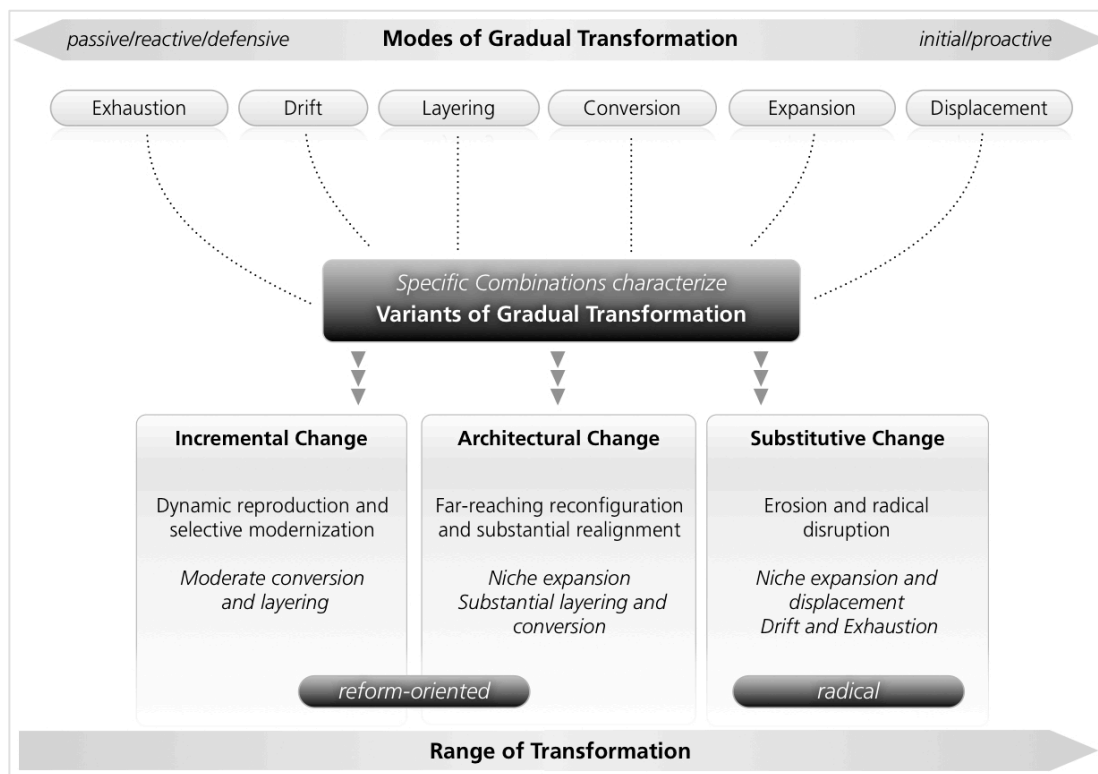 passive/reactive/defensive Modes of Gradual Transformation initial/proactive
Exhaustion Drift Layering Conversion Expansion Displacement
Specific Combinations characterize
Variants of Gradual Transformation
Incremental Change
Dynamic reproduction and
selective modernization
Moderate conversion
and layering
Architectural Change
Far-reaching reconfiguration
and substantial realignment
Niche expansion
Substantial layering and
conversion
Substitutive Change
Erosion and radical
disruption
Niche expansion and
displacement
Drift and Exhaustion
reform-oriented
radical
Range of Transformation